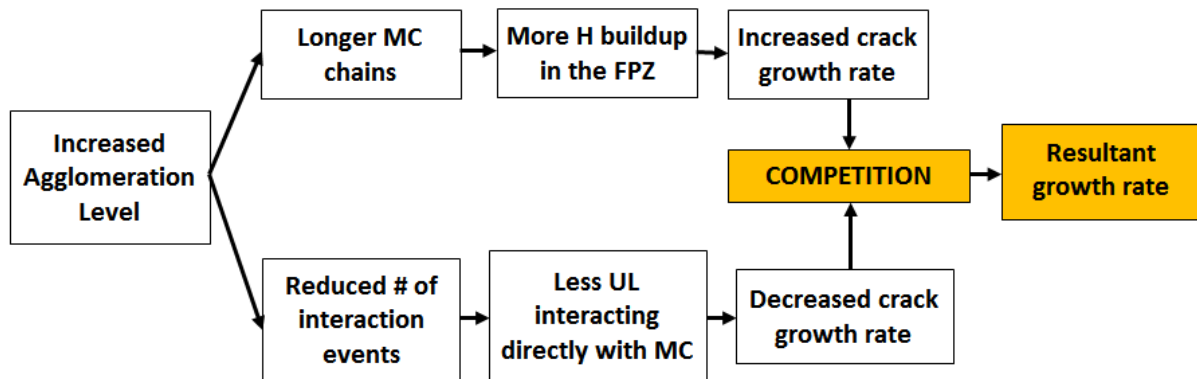 Increased
Agglomeration
Level
Longer MC
chains
More H buildup
in the FPZ
Increased crack
growth rate
Reduced # of
interaction
events
Less UL
interacting
directly with MC
Decreased crack
growth rate
COMPETITION
Resultant
growth rate